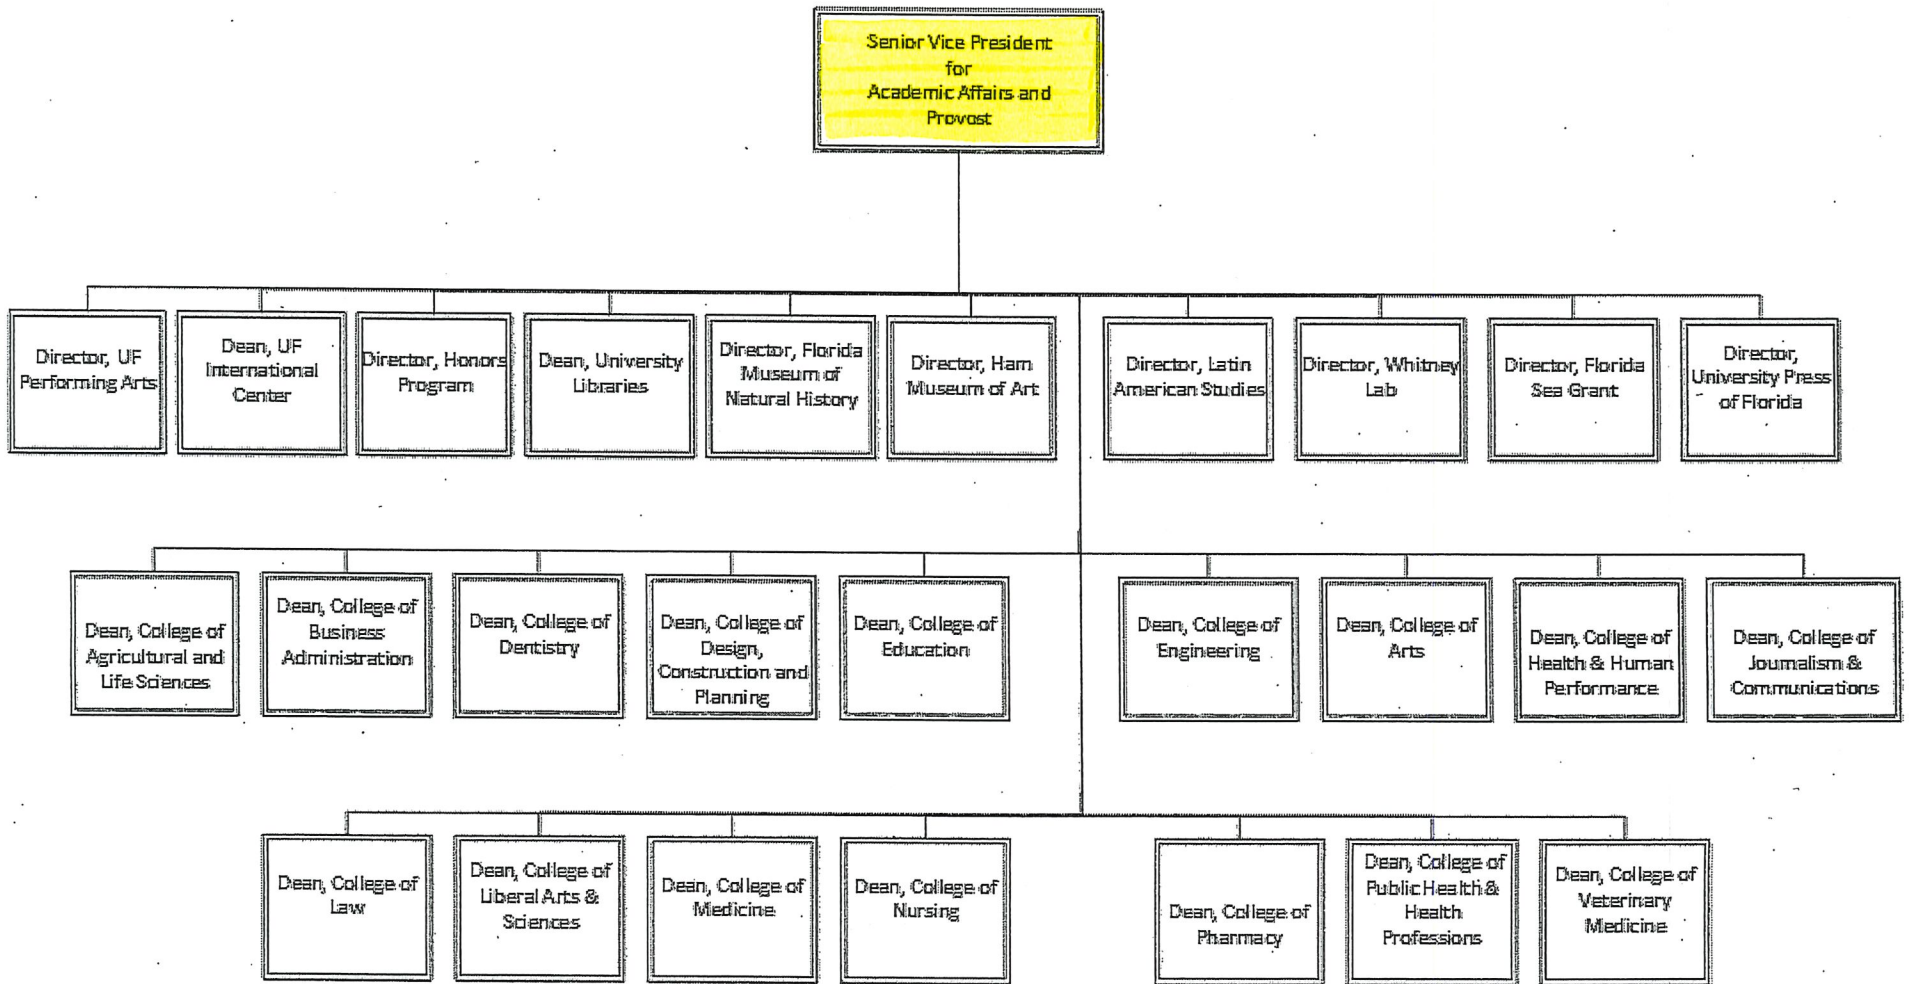 Senior Vice President
for
Academic Affairs and
Provost
Director, UF
Performing Arts
Dean, UF
International
Center
Director, Honors
Program
Dean, University
Libraries
Director, Florida
Museum of
Natural History
Director, Harn
Museum of Art
Director, Latin
American Studies
Director, Whitney
Lab
Director, Florida
Sea Grant
Director,
University Press
of Florida
Dean, College of
Agricultural and
Life Sciences
Dean, College of
Business
Administration
Dean, College of
Dentistry
Dean, College of
Design,
Construction and
Planning
Dean, College of
Education
Dean, College of
Engineering
Dean, College of
Arts
Dean, College of
Health & Human
Performance
Dean, College of
Journalism &
Communications
Dean, College of
Law
Dean, College of
Liberal Arts &
Sciences
Dean, College of
Medicine
Dean, College of
Nursing
Dean, College of
Pharmacy
Dean, College of
Public Health &
Health
Professions
Dean, College of
Veterinary
Medicine